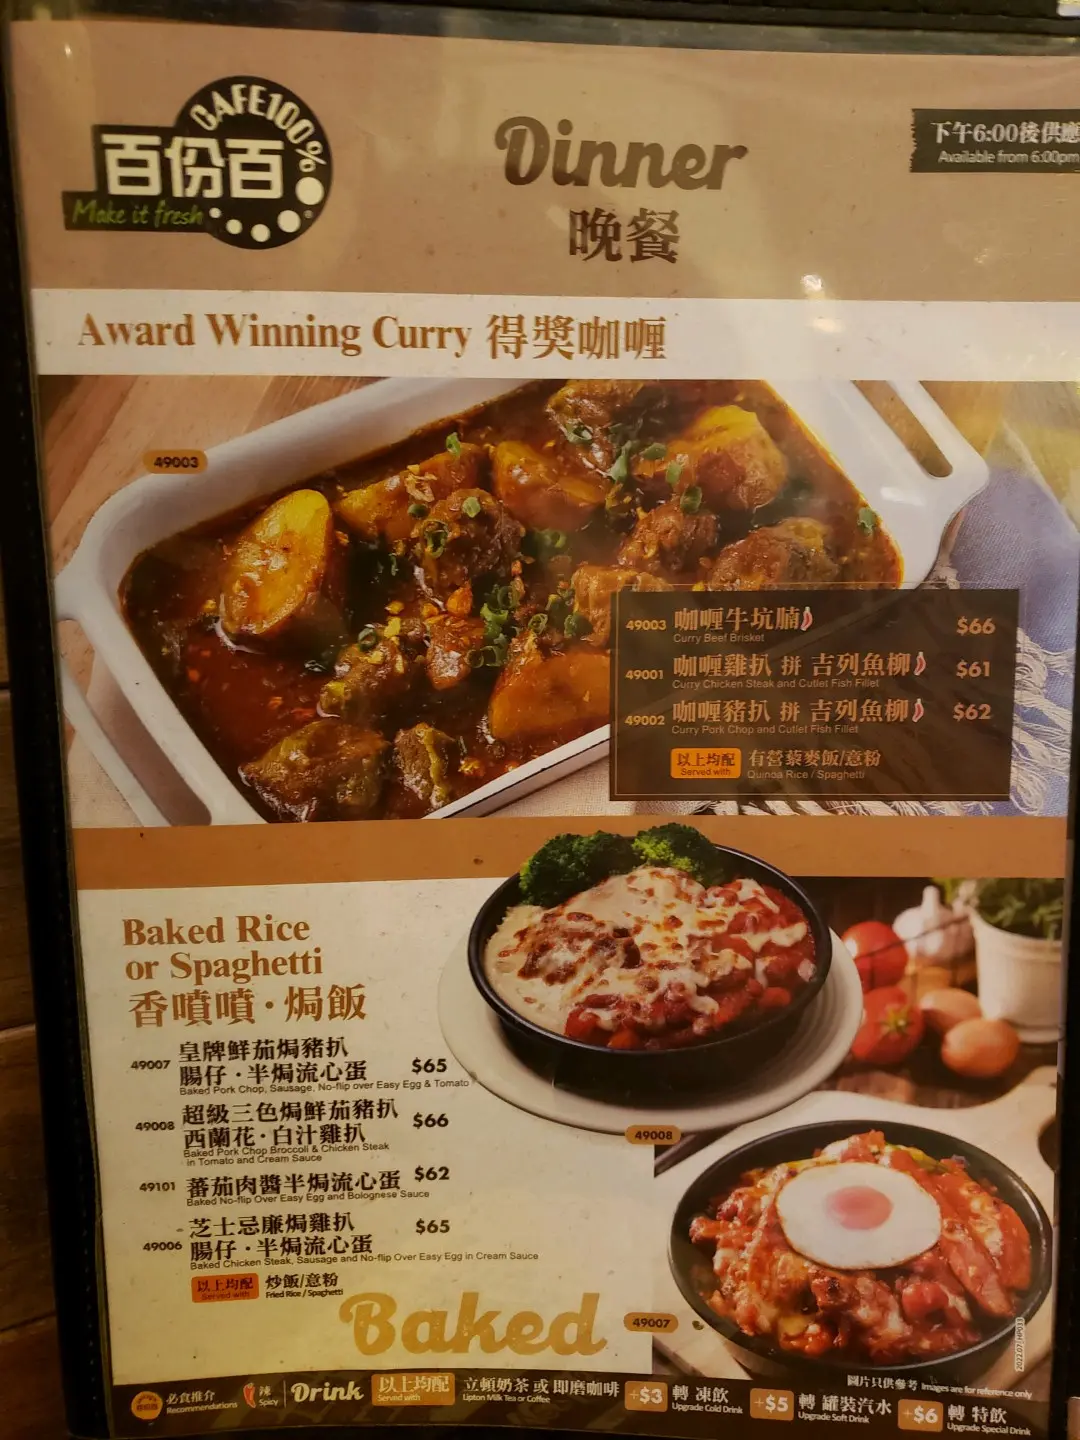 CAFE100%
百份百
Make it fresh
Dinner
晚餐
下午6:00後供應
Available from 6:00pm
Award Winning Curry 得獎咖喱
49003
49003 咖喱牛坑腩 $66
Curry Beef Brisket
49001 咖喱雞扒 拼 吉列魚柳 $61
Curry Chicken Steak and Cutlet Fish Fillet
49002 咖喱豬扒 拼 吉列魚柳 $62
Curry Pork Chop and Cutlet Fish Fillet
以上均配 有營藜麥飯/意粉
Served with Quinoa Rice / Spaghetti
Baked Rice
or Spaghetti
香噴噴·焗飯
49007 皇牌鮮茄焗豬扒
腸仔·半焗流心蛋 $65
Baked Pork Chop, Sausage, No-flip over Easy Egg & Tomato
49008 超級三色焗鮮茄豬扒
西蘭花·白汁雞扒 $66
Baked Pork Chop Broccoli & Chicken Steak
in Tomato and Cream Sauce
49101 蕃茄肉醬半焗流心蛋 $62
Baked No-flip Over Easy Egg and Bolognese Sauce
49006 芝士忌廉焗雞扒
腸仔·半焗流心蛋 $65
Baked Chicken Steak, Sausage and No-flip Over Easy Egg in Cream Sauce
以上均配 炒飯/意粉
Served with Fried Rice / Spaghetti
49008
Baked
49007
圖片只供參考 Images are for reference only
必食推介
Recommendations
辣
Spicy
Drink
以上均配 立頓奶茶 或 即磨咖啡
Served with Lipton Milk Tea or Coffee
+$3 轉 凍飲
Upgrade Cold Drink
+$5 轉 罐裝汽水
Upgrade Soft Drink
+$6 轉 特飲
Upgrade Special Drink